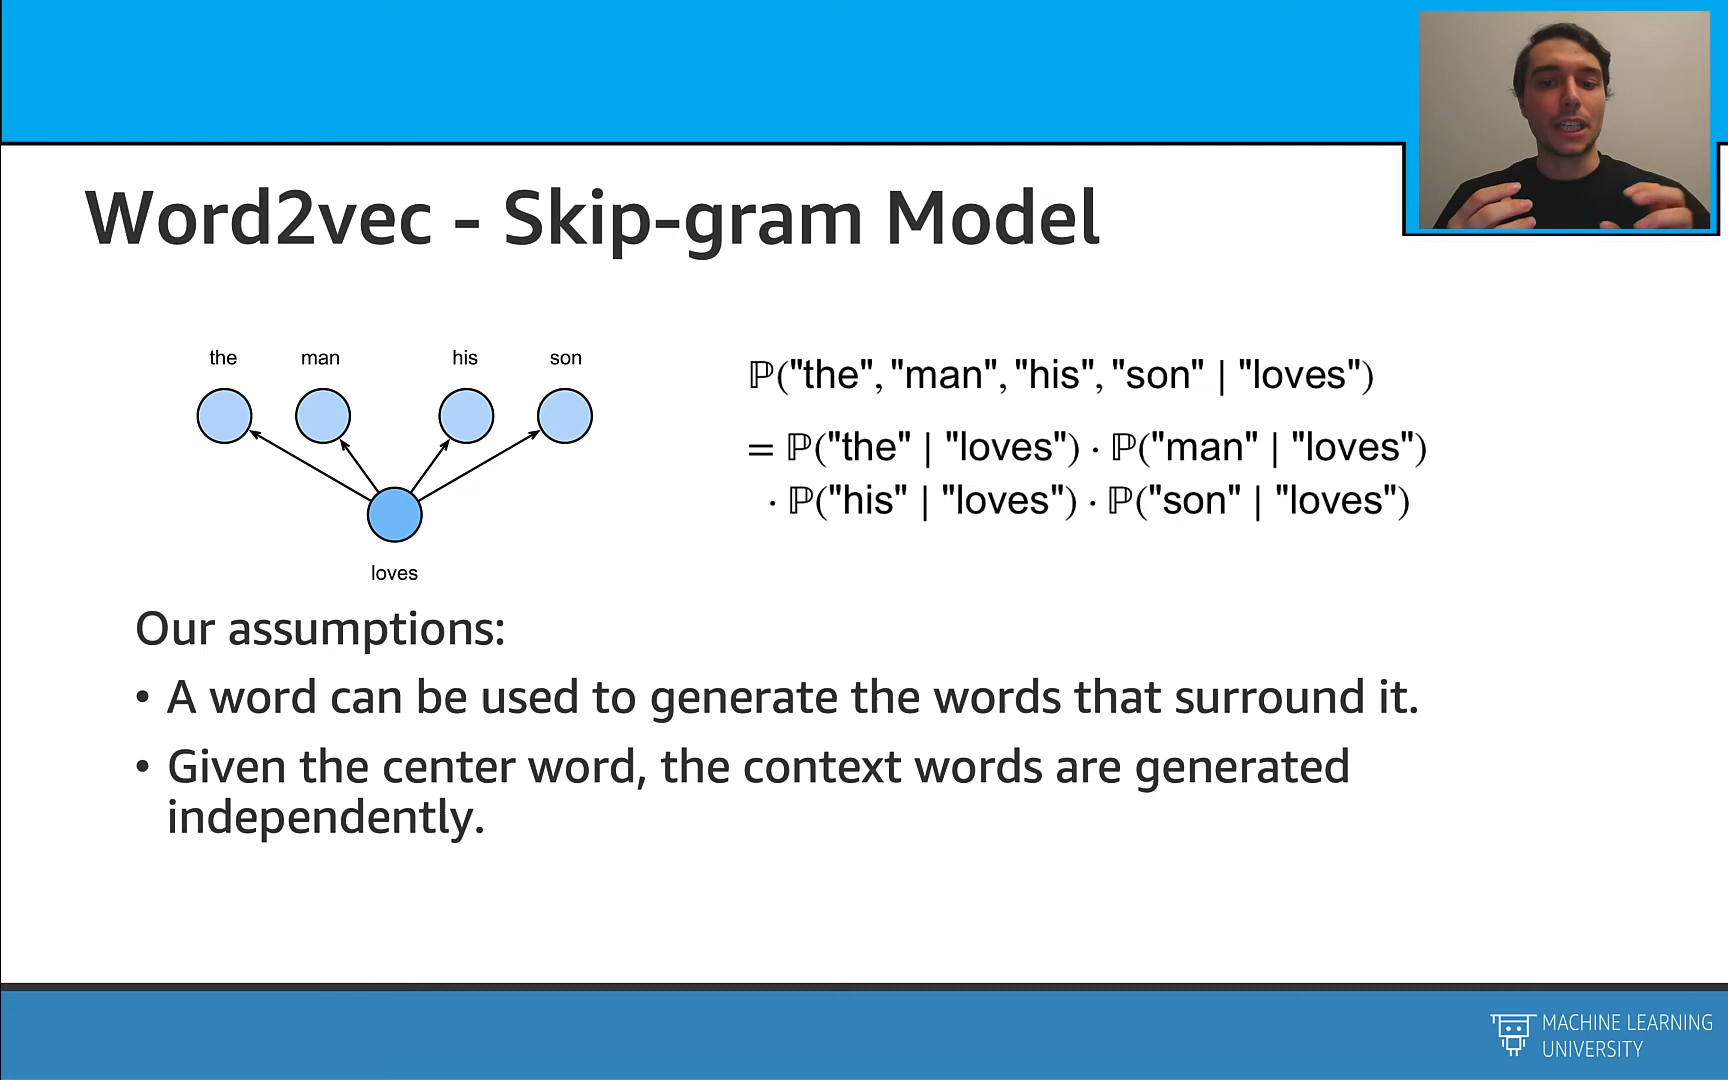 Word2vec - Skip-gram Model
the man his son
loves
ℙ("the", "man", "his", "son" | "loves")
= ℙ("the" | "loves") · ℙ("man" | "loves")
· ℙ("his" | "loves") · ℙ("son" | "loves")
Our assumptions:
• A word can be used to generate the words that surround it.
• Given the center word, the context words are generated
independently.
MACHINE LEARNING
UNIVERSITY